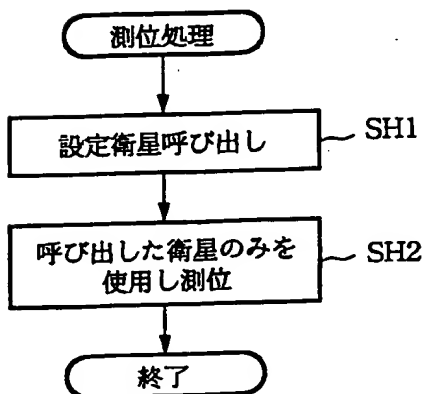 測位処理
設定衛星呼び出し
SH1
呼び出した衛星のみを
使用し測位
SH2
終了